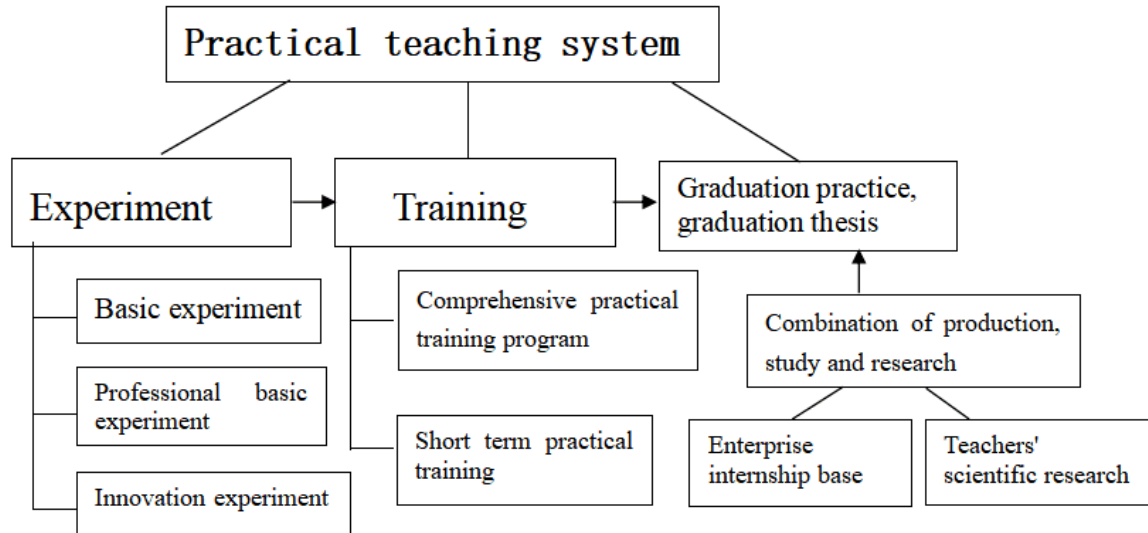 Practical teaching system
Experiment
Training
Graduation practice,
graduation thesis
Basic experiment
Professional basic
experiment
Innovation experiment
Comprehensive practical
training program
Short term practical
training
Combination of production,
study and research
Enterprise
internship base
Teachers'
scientific research